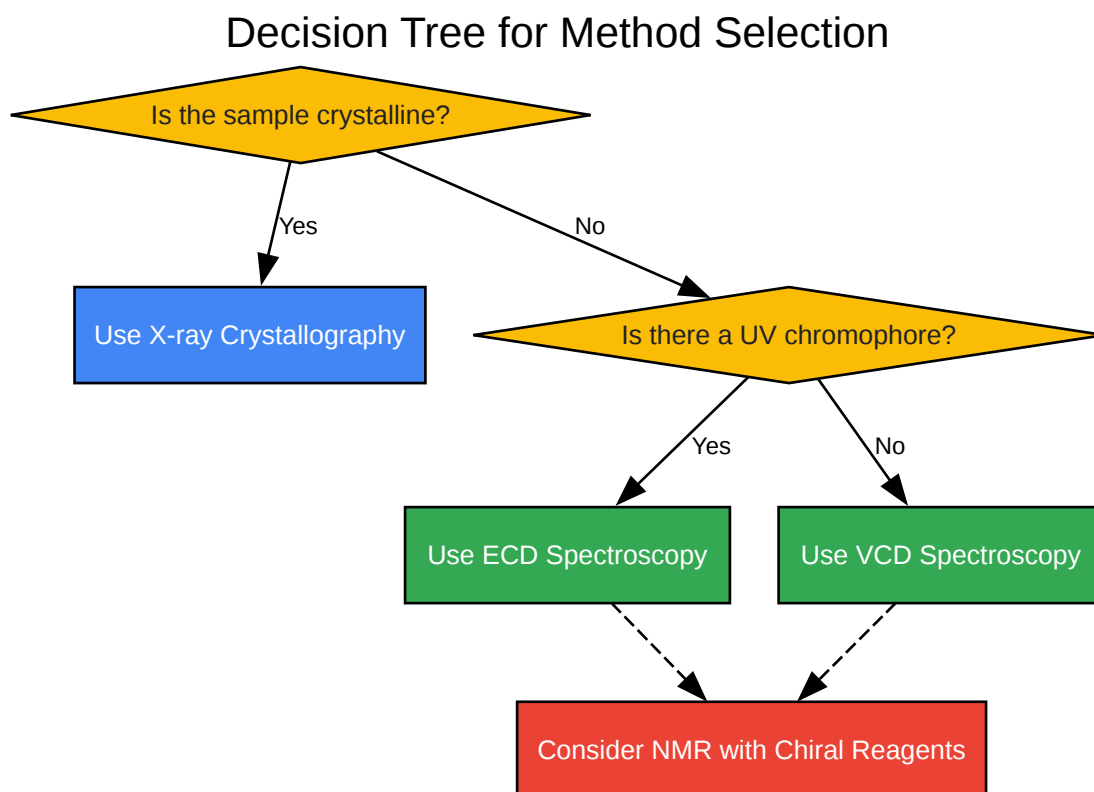 Decision Tree for Method Selection
Is the sample crystalline?
Yes
No
Use X-ray Crystallography
Is there a UV chromophore?
Yes
No
Use ECD Spectroscopy
Use VCD Spectroscopy
Consider NMR with Chiral Reagents